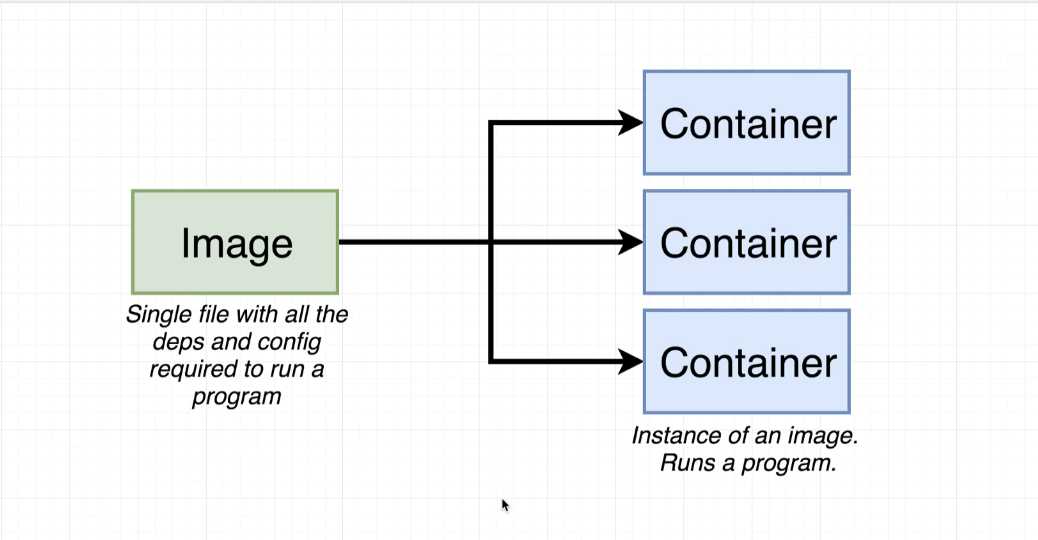 Container
Image
Container
Single file with all the
deps and config
required to run a
program
Container
Instance of an image.
Runs a program.